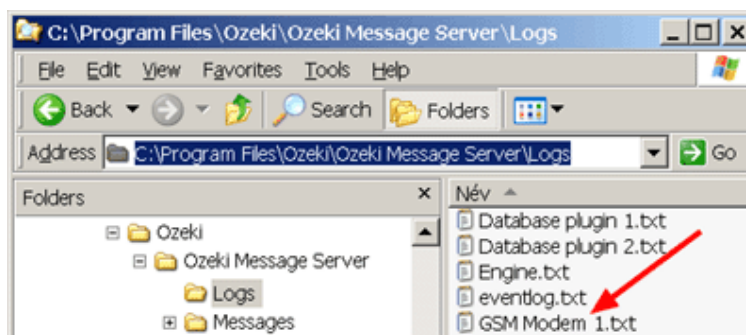 C:\Program Files\Ozeki\Ozeki Message Server\Logs
File Edit View Favorites Tools Help
Back Search Folders
Address C:\Program Files\Ozeki\Ozeki Message Server\Logs Go
Folders x Név
Ozeki
Database plugin 1.txt
Ozeki Message Server
Database plugin 2.txt
Logs
Engine.txt
Messages
eventlog.txt
GSM Modem 1.txt